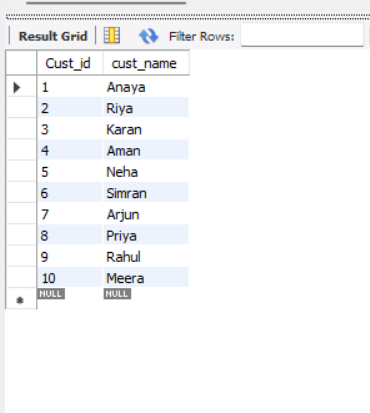 Result Grid Filter Rows:
Cust_id cust_name
1 Anaya
2 Riya
3 Karan
4 Aman
5 Neha
6 Simran
7 Arjun
8 Priya
9 Rahul
10 Meera
NULL NULL